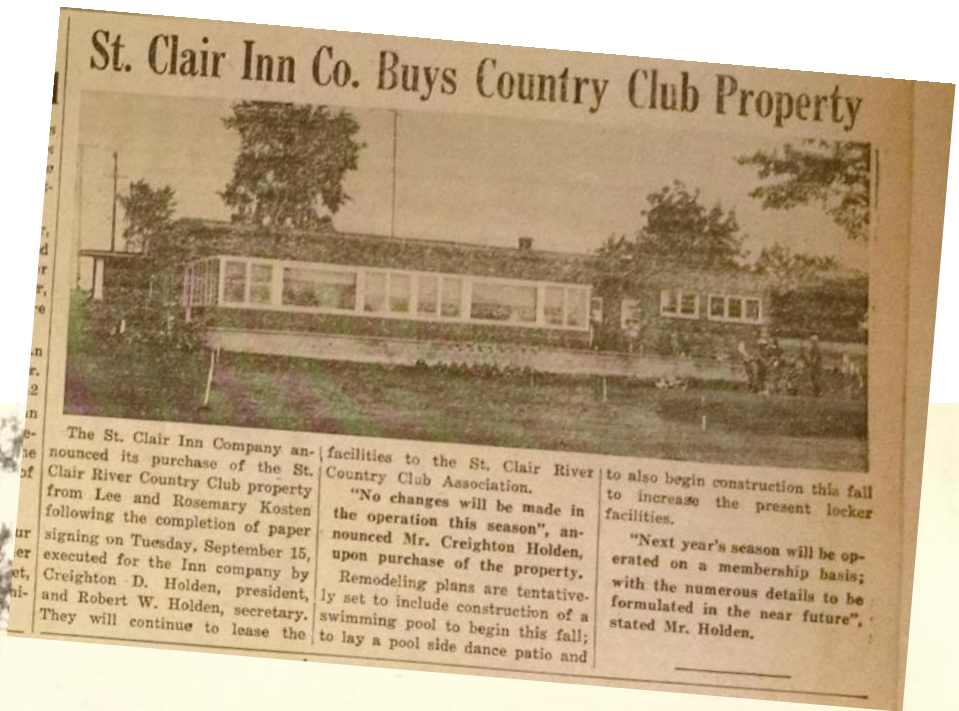 St. Clair Inn Co. Buys Country Club Property
The St. Clair Inn Company an-
nounced its purchase of the St.
Clair River Country Club property
from Lee and Rosemary Kosten
following the completion of paper
signing on Tuesday, September 15,
executed for the Inn company by
Creighton D. Holden, president,
and Robert W. Holden, secretary.
They will continue to lease the
facilities to the St. Clair River
Country Club Association.
"No changes will be made in
the operation this season", an-
nounced Mr. Creighton Holden,
upon purchase of the property.
Remodeling plans are tentative-
ly set to include construction of a
swimming pool to begin this fall;
to lay a pool side dance patio and
to also begin construction this fall
to increase the present locker
facilities.
"Next year's season will be op-
erated on a membership basis;
with the numerous details to be
formulated in the near future",
stated Mr. Holden.